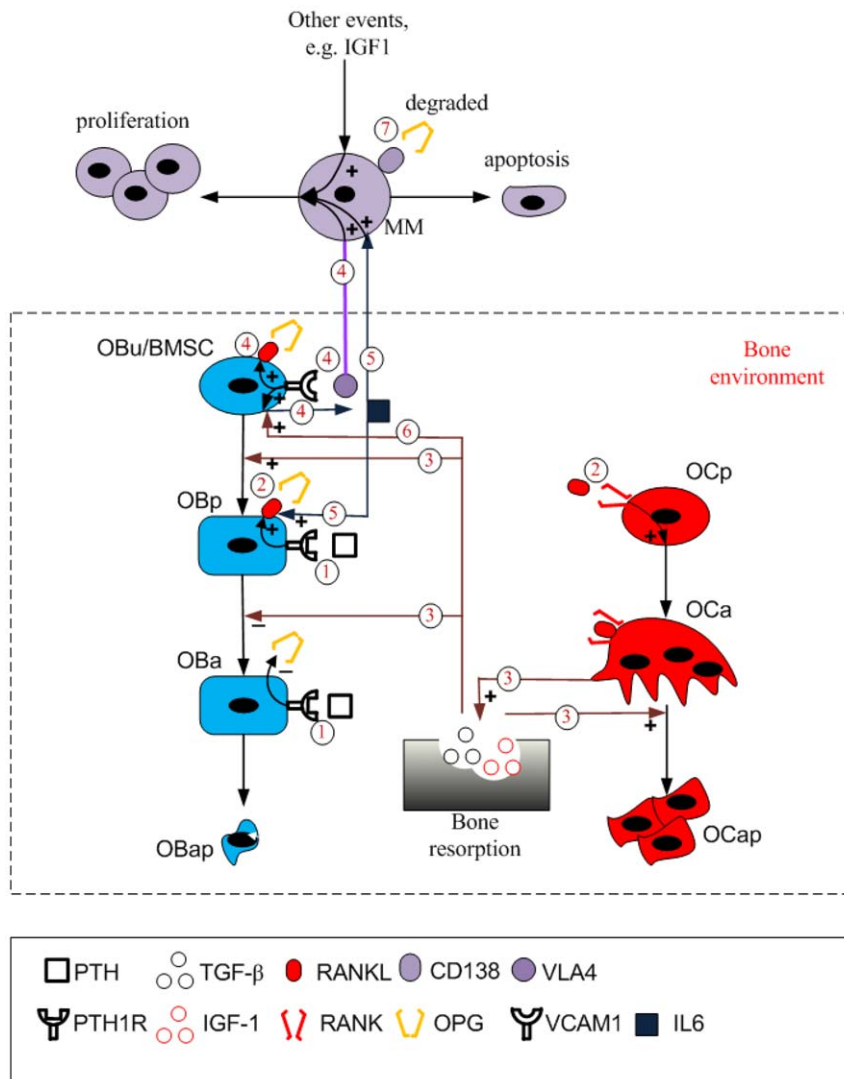 Other events,
e.g. IGF1
degraded
7
proliferation
apoptosis
+
+ +
MM
4
OBu/BMSC
4
4
5
Bone
environment
+
+
4
+
6
+
3
2
OCp
2
OBp
+
5
+
+
1
OCa
3
–
OBa
–
3
+
3
+
1
Bone
resorption
OBap
OCap
PTH TGF-β RANKL CD138 VLA4
PTH1R IGF-1 RANK OPG VCAM1 IL6